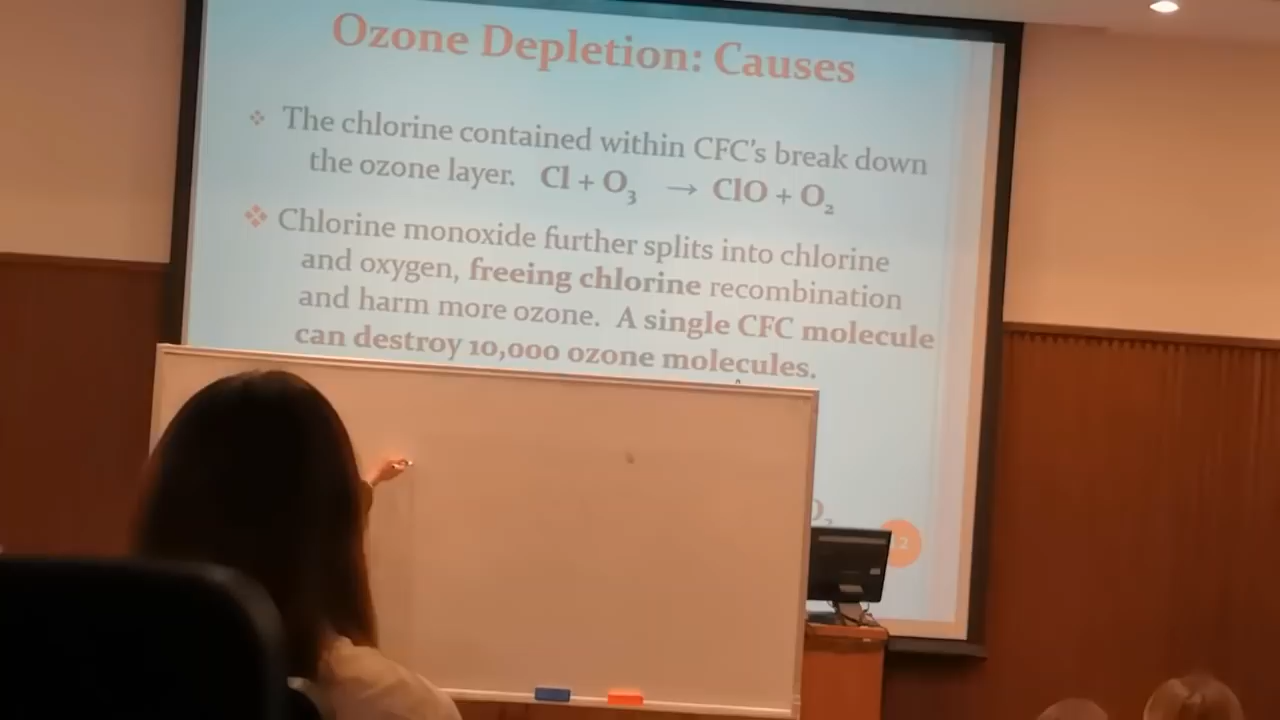 Ozone Depletion: Causes
The chlorine contained within CFC's break down
the ozone layer. Cl + O₃ → ClO + O₂
Chlorine monoxide further splits into chlorine
and oxygen, freeing chlorine recombination
and harm more ozone. A single CFC molecule
can destroy 10,000 ozone molecules.
O₂